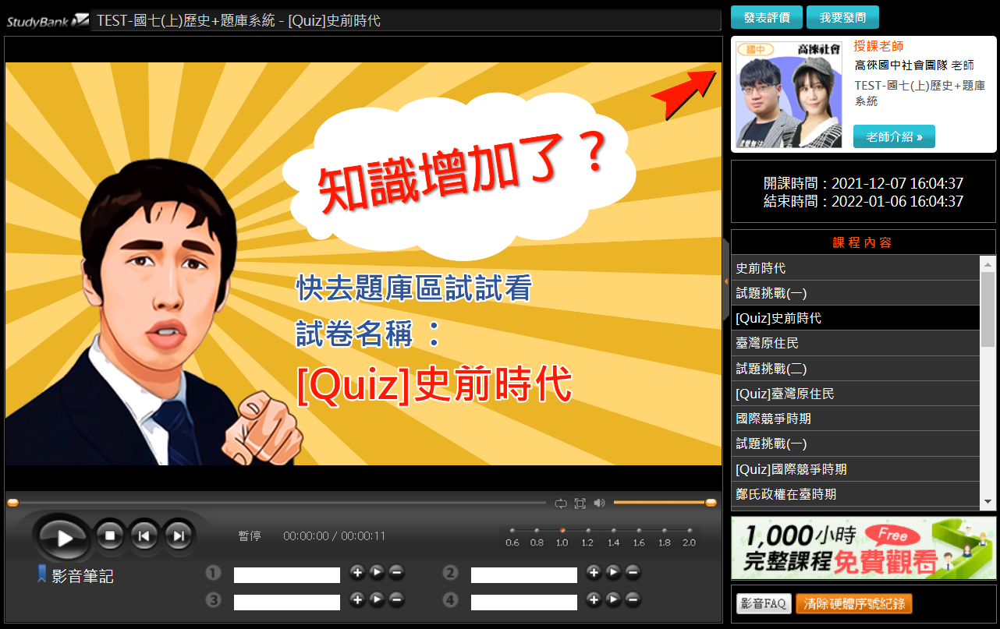 StudyBank TEST-國七(上)歷史+題庫系統 - [Quiz]史前時代
知識增加了？
快去題庫區試試看
試卷名稱 ：
[Quiz]史前時代
暫停 00:00:00 / 00:00:11
0.6 0.8 1.0 1.2 1.4 1.6 1.8 2.0
影音筆記
1 2
3 4
發表評價 我要發問
國中 高徠社會
授課老師
高徠國中社會團隊 老師
TEST-國七(上)歷史+題庫
系統
老師介紹 »
開課時間：2021-12-07 16:04:37
結束時間：2022-01-06 16:04:37
課 程 內 容
史前時代
試題挑戰(一)
[Quiz]史前時代
臺灣原住民
試題挑戰(二)
[Quiz]臺灣原住民
國際競爭時期
試題挑戰(一)
[Quiz]國際競爭時期
鄭氏政權在臺時期
1,000小時 Free
完整課程免費觀看
影音FAQ 清除硬體序號紀錄